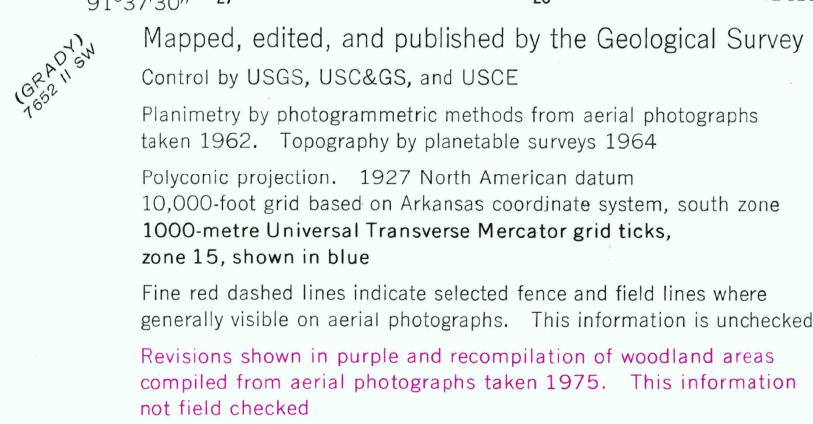 91°37'30"
(GRADY)
7652 II SW
Mapped, edited, and published by the Geological Survey
Control by USGS, USC&GS, and USCE
Planimetry by photogrammetric methods from aerial photographs
taken 1962. Topography by planetable surveys 1964
Polyconic projection. 1927 North American datum
10,000-foot grid based on Arkansas coordinate system, south zone
1000-metre Universal Transverse Mercator grid ticks,
zone 15, shown in blue
Fine red dashed lines indicate selected fence and field lines where
generally visible on aerial photographs. This information is unchecked
Revisions shown in purple and recompilation of woodland areas
compiled from aerial photographs taken 1975. This information
not field checked